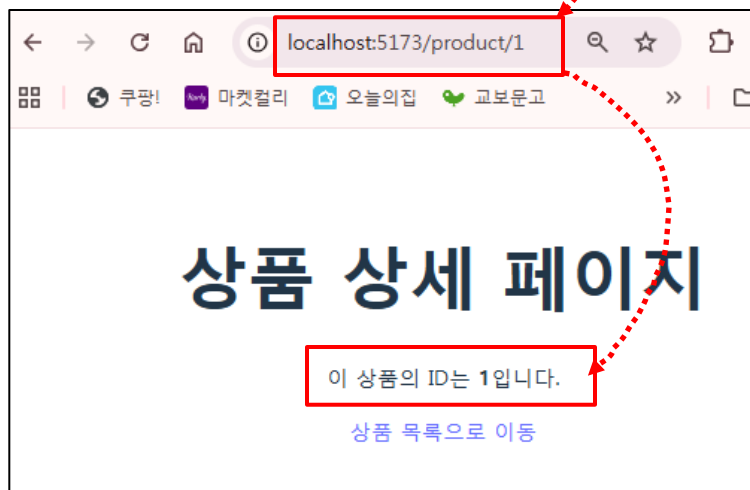 localhost:5173/product/1
쿠팡! 마켓컬리 오늘의집 교보문고 »
상품 상세 페이지
이 상품의 ID는 1입니다.
상품 목록으로 이동